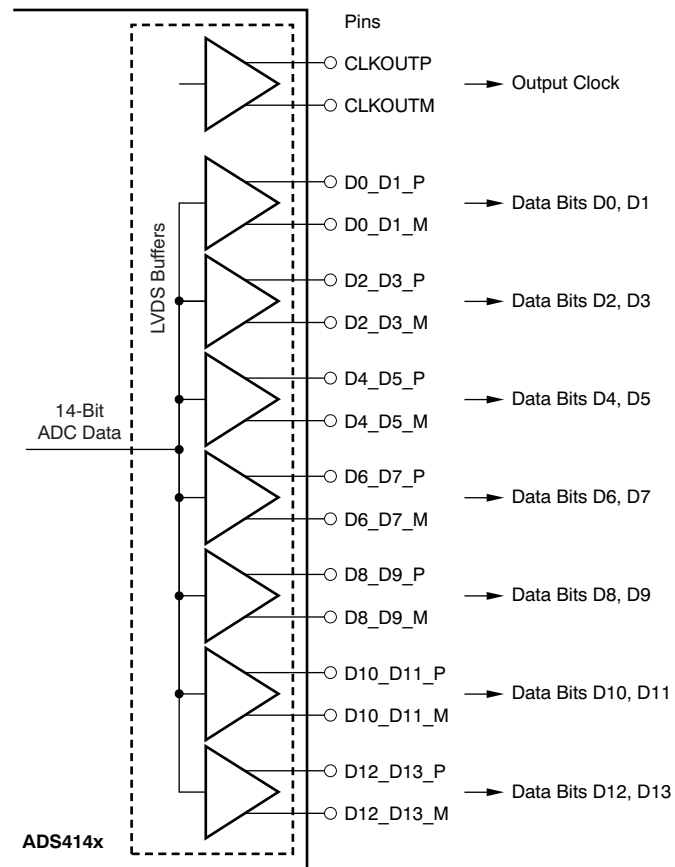 Pins
CLKOUTP
CLKOUTM
Output Clock
LVDS Buffers
D0_D1_P
D0_D1_M
Data Bits D0, D1
D2_D3_P
D2_D3_M
Data Bits D2, D3
D4_D5_P
D4_D5_M
Data Bits D4, D5
14-Bit
ADC Data
D6_D7_P
D6_D7_M
Data Bits D6, D7
D8_D9_P
D8_D9_M
Data Bits D8, D9
D10_D11_P
D10_D11_M
Data Bits D10, D11
D12_D13_P
D12_D13_M
Data Bits D12, D13
ADS414x